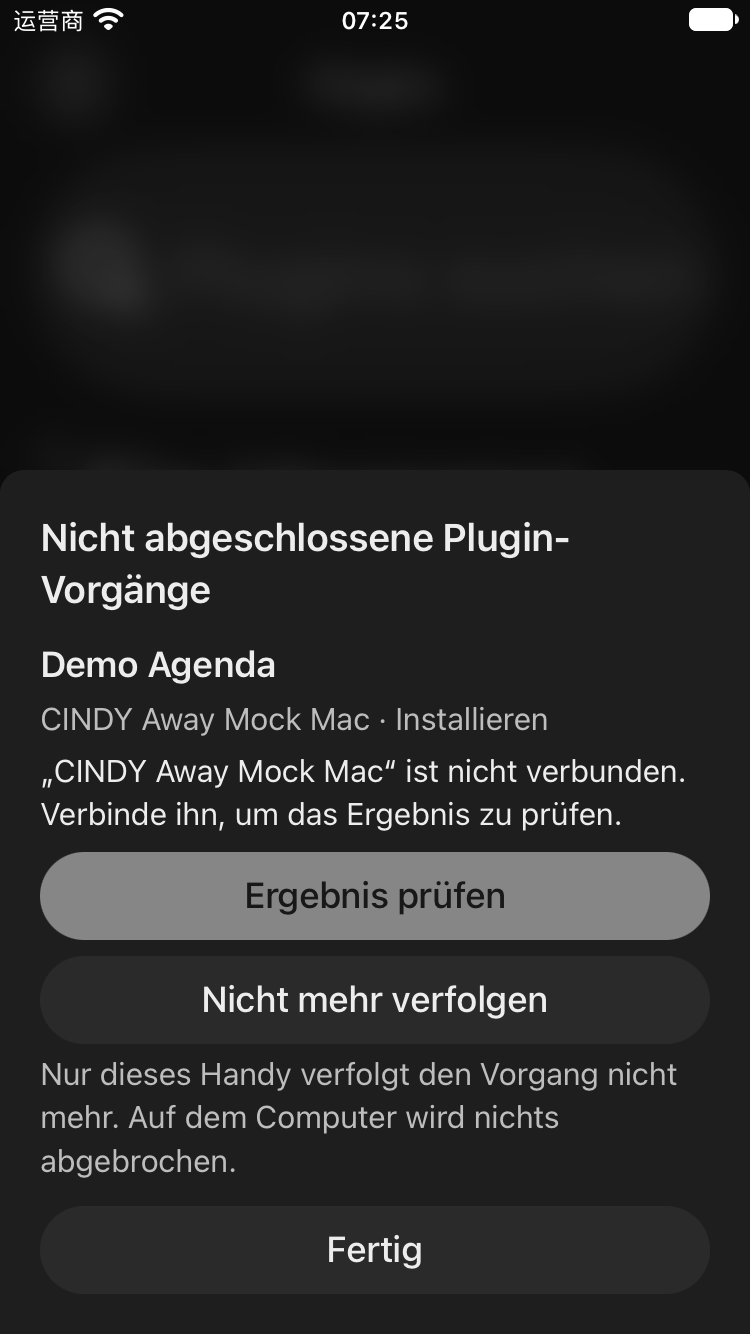 运营商
07:25
Nicht abgeschlossene Plugin-
Vorgänge
Demo Agenda
CINDY Away Mock Mac · Installieren
„CINDY Away Mock Mac“ ist nicht verbunden.
Verbinde ihn, um das Ergebnis zu prüfen.
Ergebnis prüfen
Nicht mehr verfolgen
Nur dieses Handy verfolgt den Vorgang nicht
mehr. Auf dem Computer wird nichts
abgebrochen.
Fertig